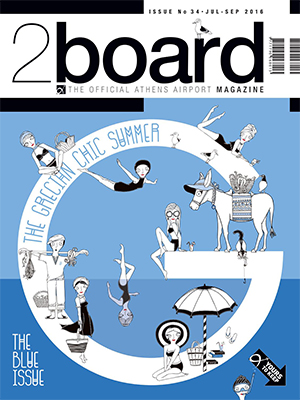 ISSUE No 34 • JUL-SEP 2016
2board
THE OFFICIAL ATHENS AIRPORT MAGAZINE
THE GRECIAN CHIC SUMMER
THE
BLUE
ISSUE
YOURS
TO KEEP